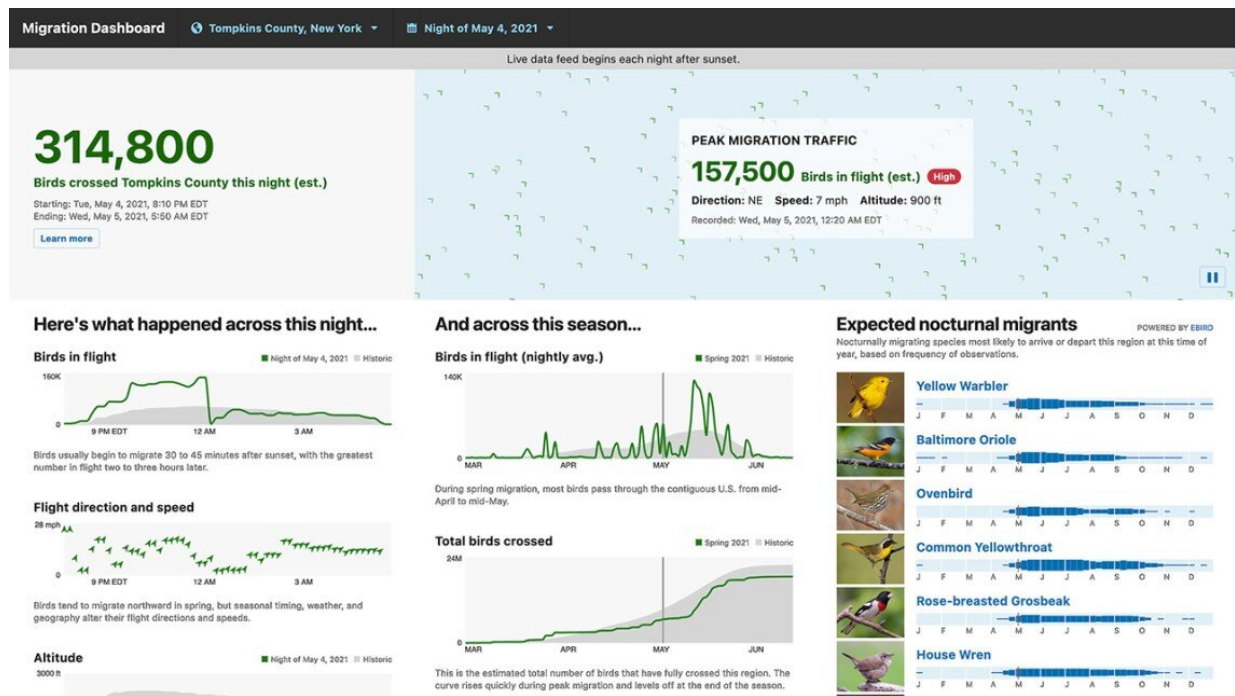 Migration Dashboard
Tompkins County, New York
Night of May 4, 2021
Live data feed begins each night after sunset.
314,800
Birds crossed Tompkins County this night (est.)
Starting: Tue, May 4, 2021, 8:10 PM EDT
Ending: Wed, May 5, 2021, 5:50 AM EDT
Learn more
PEAK MIGRATION TRAFFIC
157,500 Birds in flight (est.) High
Direction: NE Speed: 7 mph Altitude: 900 ft
Recorded: Wed, May 5, 2021, 12:20 AM EDT
Here's what happened across this night...
Birds in flight
Night of May 4, 2021 Historic
160K
0
9 PM EDT 12 AM 3 AM
Birds usually begin to migrate 30 to 45 minutes after sunset, with the greatest
number in flight two to three hours later.
Flight direction and speed
28 mph
0
9 PM EDT 12 AM 3 AM
Birds tend to migrate northward in spring, but seasonal timing, weather, and
geography alter their flight directions and speeds.
Altitude
Night of May 4, 2021 Historic
3000 ft
And across this season...
Birds in flight (nightly avg.)
Spring 2021 Historic
140K
0
MAR APR MAY JUN
During spring migration, most birds pass through the contiguous U.S. from mid-
April to mid-May.
Total birds crossed
Spring 2021 Historic
24M
0
MAR APR MAY JUN
This is the estimated total number of birds that have fully crossed this region. The
curve rises quickly during peak migration and levels off at the end of the season.
Expected nocturnal migrants
POWERED BY EBIRD
Nocturnally migrating species most likely to arrive or depart this region at this time of
year, based on frequency of observations.
Yellow Warbler
J F M A M J J A S O N D
Baltimore Oriole
J F M A M J J A S O N D
Ovenbird
J F M A M J J A S O N D
Common Yellowthroat
J F M A M J J A S O N D
Rose-breasted Grosbeak
J F M A M J J A S O N D
House Wren
J F M A M J J A S O N D